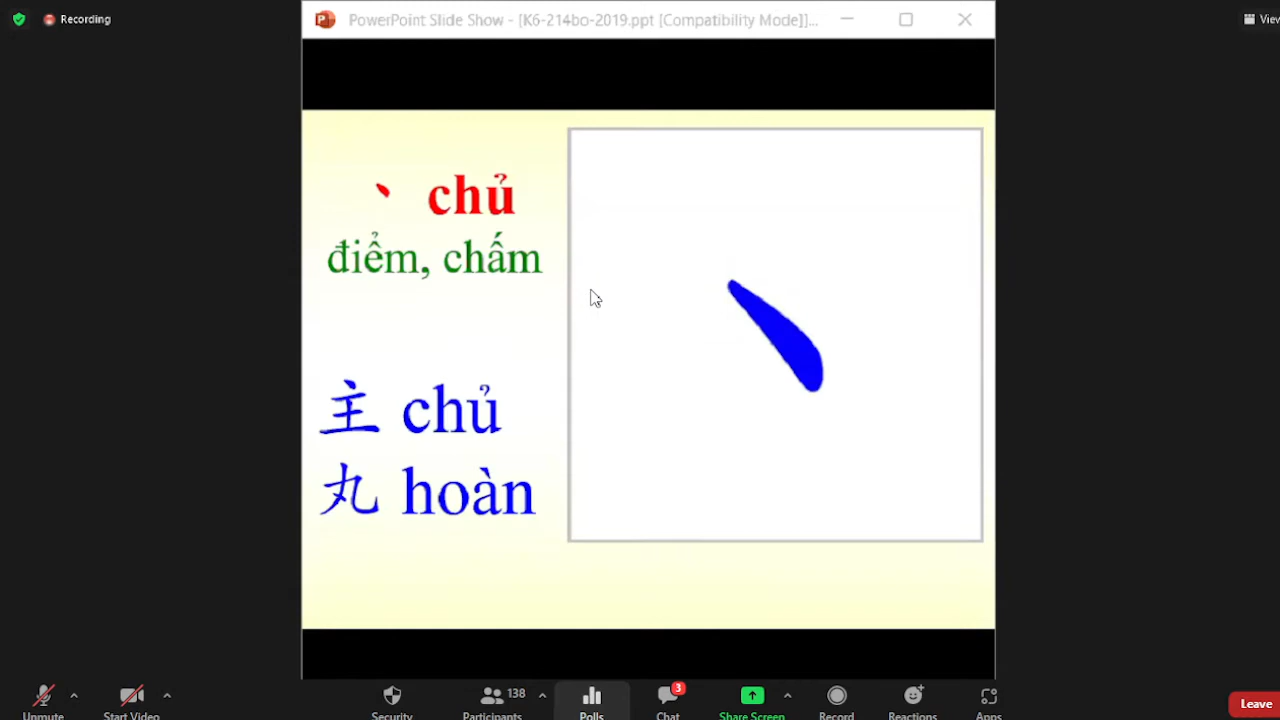 Recording
PowerPoint Slide Show - [K6-214bo-2019.ppt [Compatibility Mode]]...
View
丶 chủ
điểm, chấm
主 chủ
丸 hoàn
Unmute
Start Video
Security
138
Participants
Polls
3
Chat
Share Screen
Record
Reactions
Apps
Leave